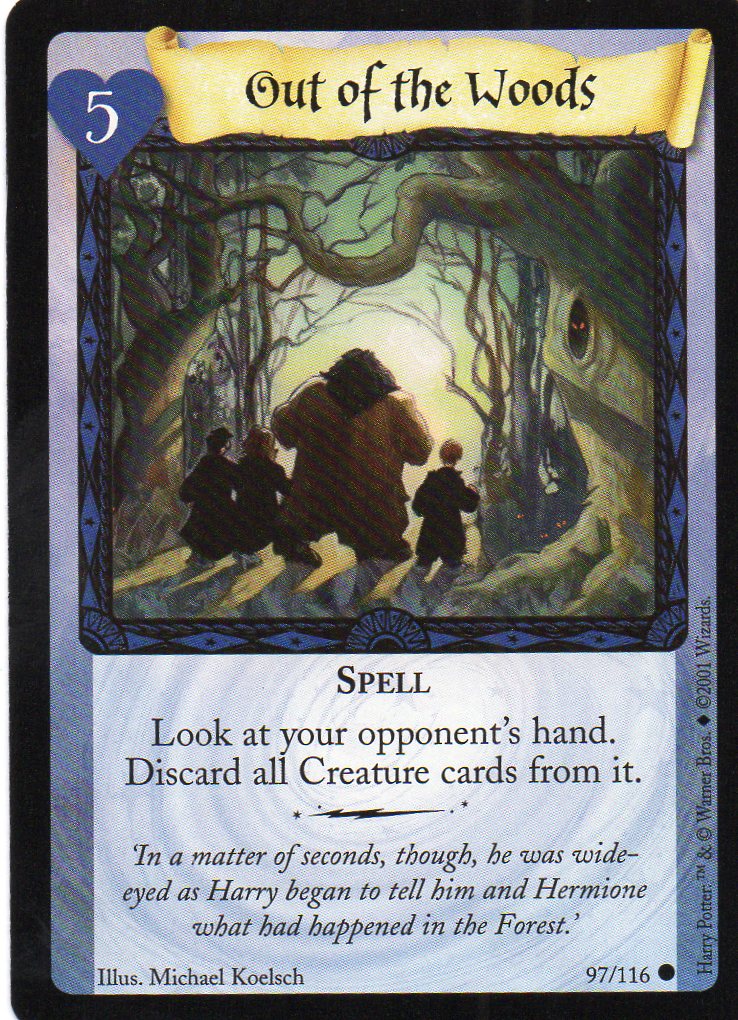 Out of the Woods
5
SPELL
Look at your opponent's hand.
Discard all Creature cards from it.
'In a matter of seconds, though, he was wide-
eyed as Harry began to tell him and Hermione
what had happened in the Forest.'
Illus. Michael Koelsch
97/116 ●
Harry Potter, ™ & © Warner Bros. ♦ ©2001 Wizards.